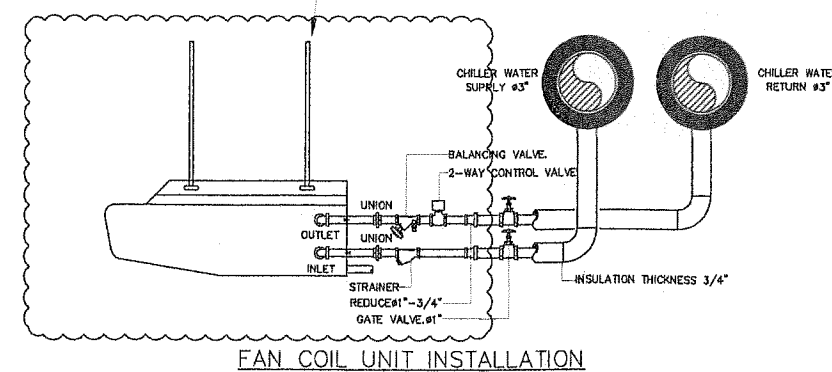 CHILLER WATER
SUPPLY ø3"
CHILLER WATE
RETURN ø3"
BALANCING VALVE.
2-WAY CONTROL VALVE
UNION
OUTLET
UNION
INLET
STRAINER
REDUCEø1"-3/4"
GATE VALVE.ø1"
INSULATION THICKNESS 3/4"
FAN COIL UNIT INSTALLATION